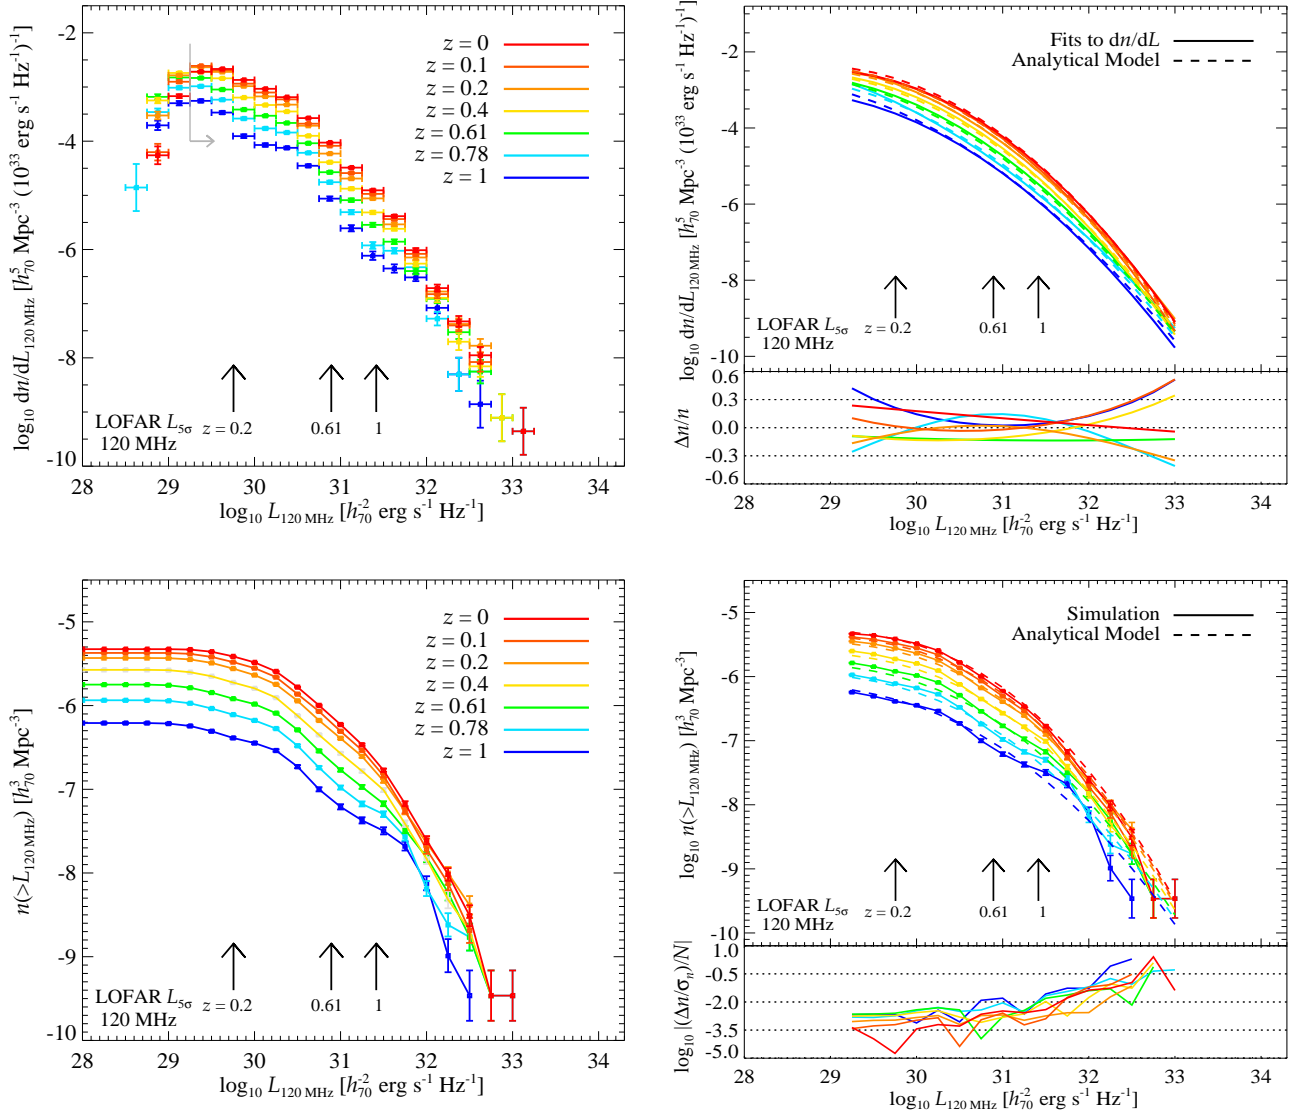 log10 dn/dL120 MHz [h70^5 Mpc-3 (10^33 erg s-1 Hz-1)-1]
-2
-4
-6
-8
-10
z = 0
z = 0.1
z = 0.2
z = 0.4
z = 0.61
z = 0.78
z = 1
LOFAR L5σ z = 0.2 0.61 1
120 MHz
28 29 30 31 32 33 34
log10 L120 MHz [h70^-2 erg s-1 Hz-1]
log10 dn/dL120 MHz [h70^5 Mpc-3 (10^33 erg s-1 Hz-1)-1]
-2
-4
-6
-8
-10
Fits to dn/dL
Analytical Model
LOFAR L5σ z = 0.2 0.61 1
120 MHz
Δn/n
0.6
0.3
0.0
-0.3
-0.6
28 29 30 31 32 33 34
log10 L120 MHz [h70^-2 erg s-1 Hz-1]
n(>L120 MHz) [h70^3 Mpc-3]
-5
-6
-7
-8
-9
-10
z = 0
z = 0.1
z = 0.2
z = 0.4
z = 0.61
z = 0.78
z = 1
LOFAR L5σ z = 0.2 0.61 1
120 MHz
28 29 30 31 32 33 34
log10 L120 MHz [h70^-2 erg s-1 Hz-1]
log10 n(>L120 MHz) [h70^3 Mpc-3]
-5
-6
-7
-8
-9
-10
Simulation
Analytical Model
LOFAR L5σ z = 0.2 0.61 1
120 MHz
log10 |(Δn/σn)/N|
1.0
-0.5
-2.0
-3.5
-5.0
28 29 30 31 32 33 34
log10 L120 MHz [h70^-2 erg s-1 Hz-1]